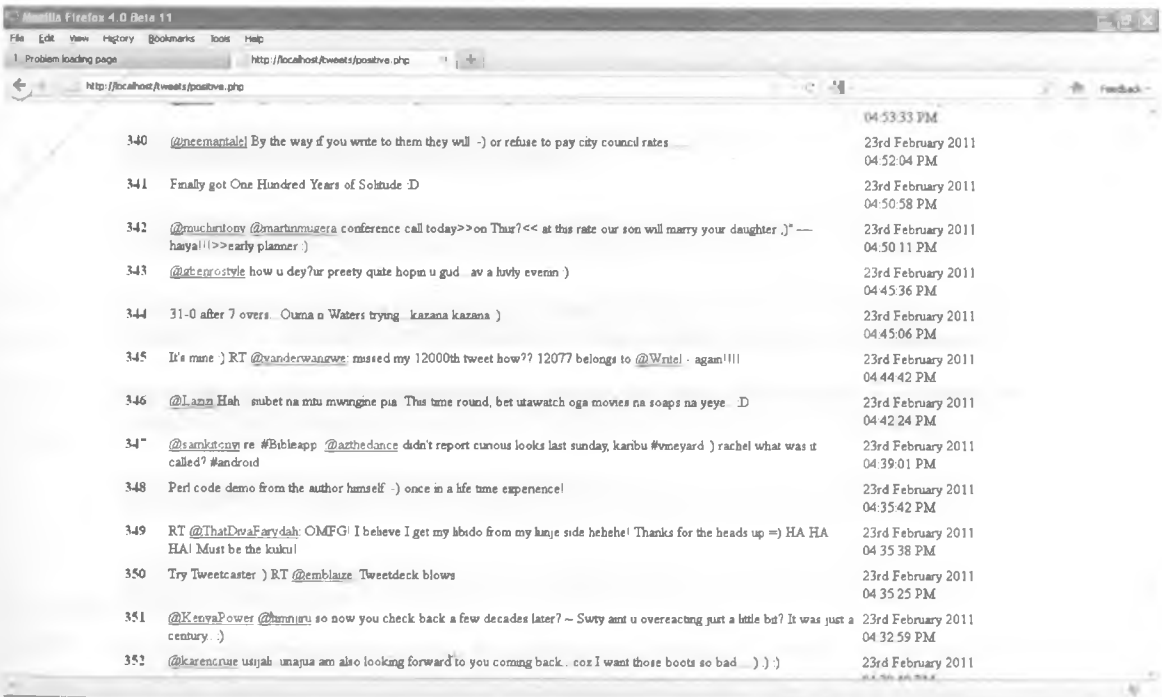 Mozilla Firefox 4.0 Beta 11
File Edit View History Bookmarks Tools Help
Problem loading page
http://localhost/tweets/positive.php
http://localhost/tweets/positive.php
Feedback
04:53:33 PM
340 @ineemantalel By the way if you write to them they will :-) or refuse to pay city council rates
23rd February 2011
04:52:04 PM
341 Finally got One Hundred Years of Solitude :D
23rd February 2011
04:50:58 PM
342 @muchiritony @martinmugera conference call today>>on Thur?<< at this rate our son will marry your daughter ,)" ---
haiya!!!>>early planner :)
23rd February 2011
04:50:11 PM
343 @gbenrostyle how u dey?ur preety quite hopin u gud av a luvly evenin :)
23rd February 2011
04:45:36 PM
344 31-0 after 7 overs Ouma n Waters trying kazana kazana )
23rd February 2011
04:45:06 PM
345 It's mine :) RT @vanderwangwe: missed my 12000th tweet how?? 12077 belongs to @Writel - again!!!!
23rd February 2011
04:44:42 PM
346 Hah siubet na mtu mwingine pia This time round, bet utawatch oga movies na soaps na yeye :D
23rd February 2011
04:42:24 PM
347 re #Bibleapp @azthedance didn't report curious looks last sunday, karibu #vineyard ) rachel what was it
called? #android
23rd February 2011
04:39:01 PM
348 Perl code demo from the author himself :-) once in a life time experience!
23rd February 2011
04:35:42 PM
349 RT @ThatDivaFarydah: OMFG! I believe I get my libido from my lunje side hehehe! Thanks for the heads up =) HA HA
HA! Must be the kuku!
23rd February 2011
04:35:38 PM
350 Try Tweetcaster ) RT @emblaize Tweetdeck blows
23rd February 2011
04:35:25 PM
351 @KenyaPower so now you check back a few decades later? ~ Swty aint u overeacting just a little bit? It was just a
century. :)
23rd February 2011
04:32:59 PM
352 @karencrue usijali unajua am also looking forward to you coming back.. coz I want those boots so bad ) ) :)
23rd February 2011